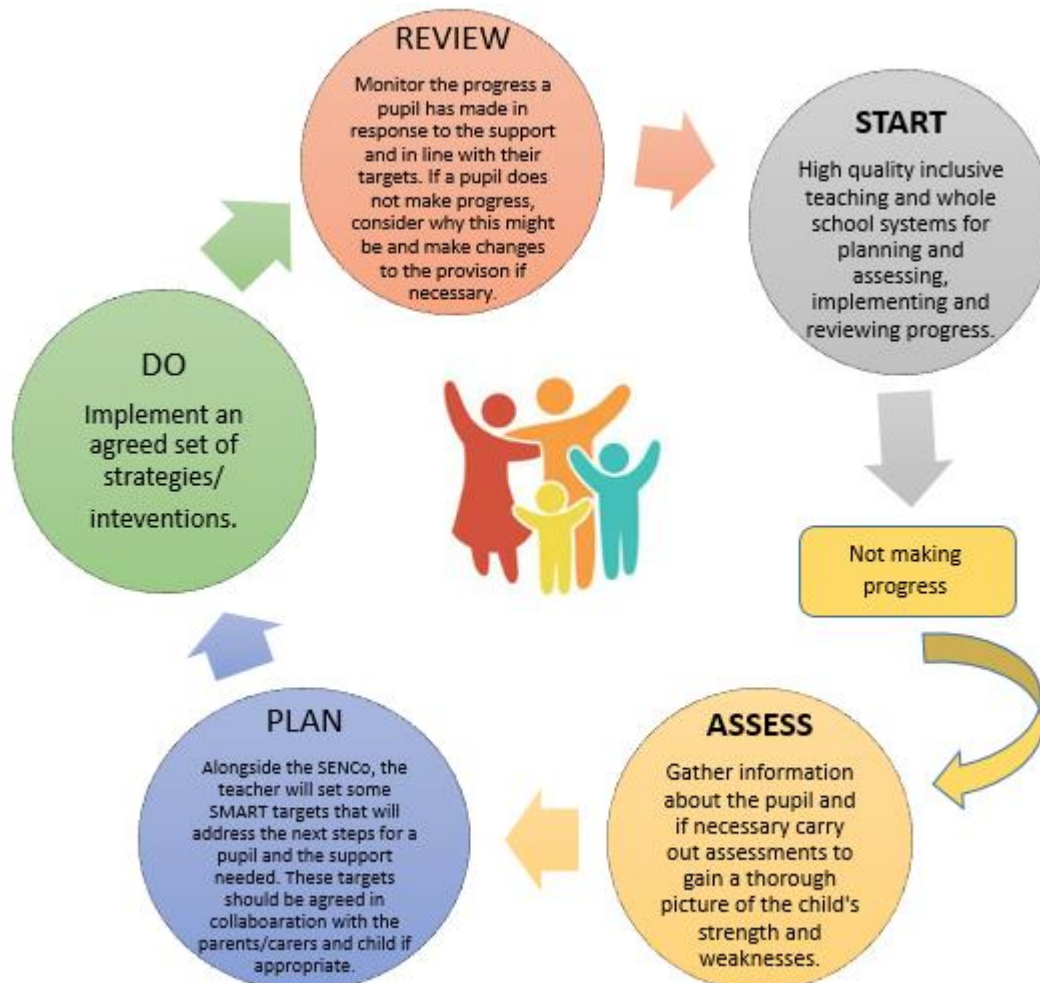 START
High quality inclusive
teaching and whole
school systems for
planning and
assessing,
implementing and
reviewing progress.
Not making
progress
ASSESS
Gather information
about the pupil and
if necessary carry
out assessments to
gain a thorough
picture of the child's
strength and
weaknesses.
PLAN
Alongside the SENCo, the
teacher will set some
SMART targets that will
address the next steps for a
pupil and the support
needed. These targets
should be agreed in
collaboaration with the
parents/carers and child if
appropriate.
DO
Implement an
agreed set of
strategies/
inteventions.
REVIEW
Monitor the progress a
pupil has made in
response to the support
and in line with their
targets. If a pupil does
not make progress,
consider why this might
be and make changes
to the provison if
necessary.